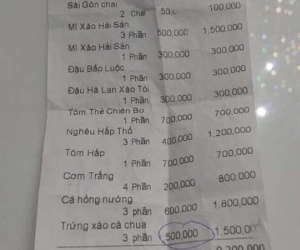 Sài Gòn chai
2 Chai 50, 100,000
Mì Xào Hải Sản
3 Phần 500,000 1,500,000
Mì Xào Hải Sản
1 Phần 300,000 300,000
Đậu Bắp Luộc
1 Phần 300,000 300,000
Đậu Hà Lan Xào Tỏi
1 Phần 300,000 300,000
Tôm Thẻ Chiên Bo
1 Phần 700,000 700,000
Nghêu Hấp Thố
3 Phần 400,000 1,200,000
Tôm Hấp
1 Phần 700,000 700,000
Cơm Trắng
4 Phần 200,000 800,000
Cá hồng nướng
3 phần 600,000 1,800,000
Trứng xào cà chua
3 phần 500,000 1,500,00